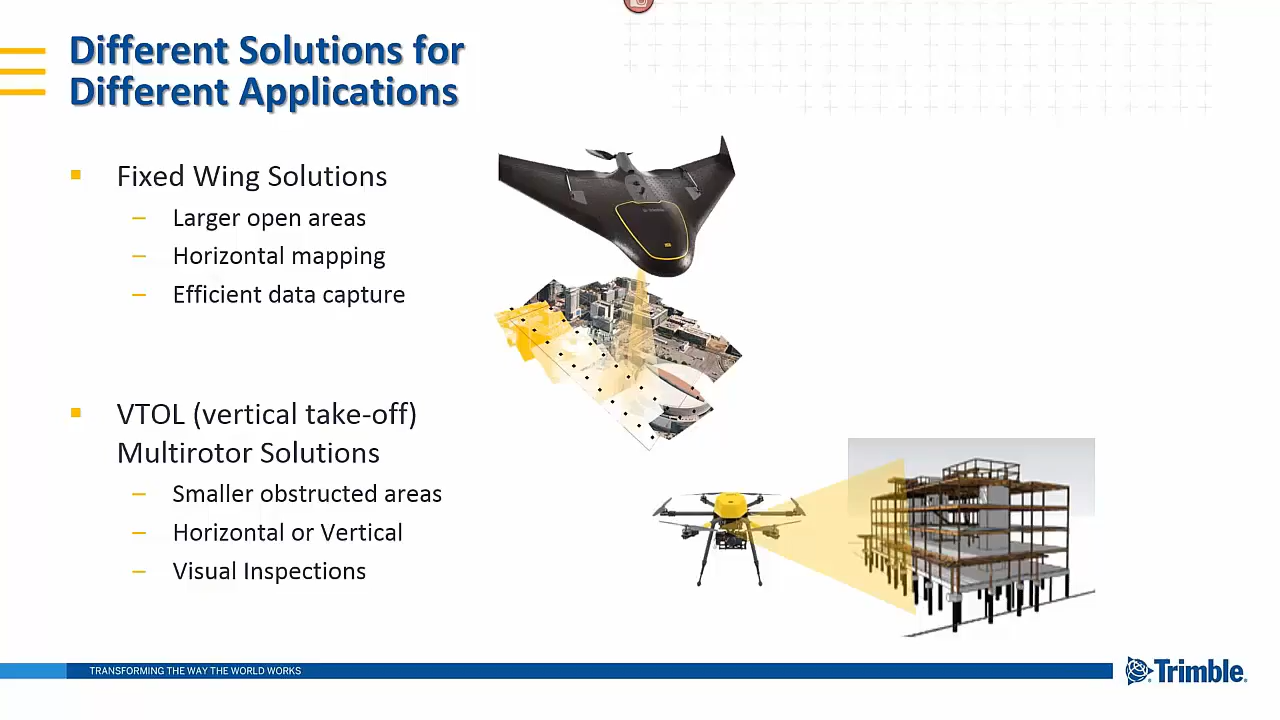 Different Solutions for
Different Applications
▪ Fixed Wing Solutions
– Larger open areas
– Horizontal mapping
– Efficient data capture
▪ VTOL (vertical take-off)
Multirotor Solutions
– Smaller obstructed areas
– Horizontal or Vertical
– Visual Inspections
TRANSFORMING THE WAY THE WORLD WORKS
Trimble